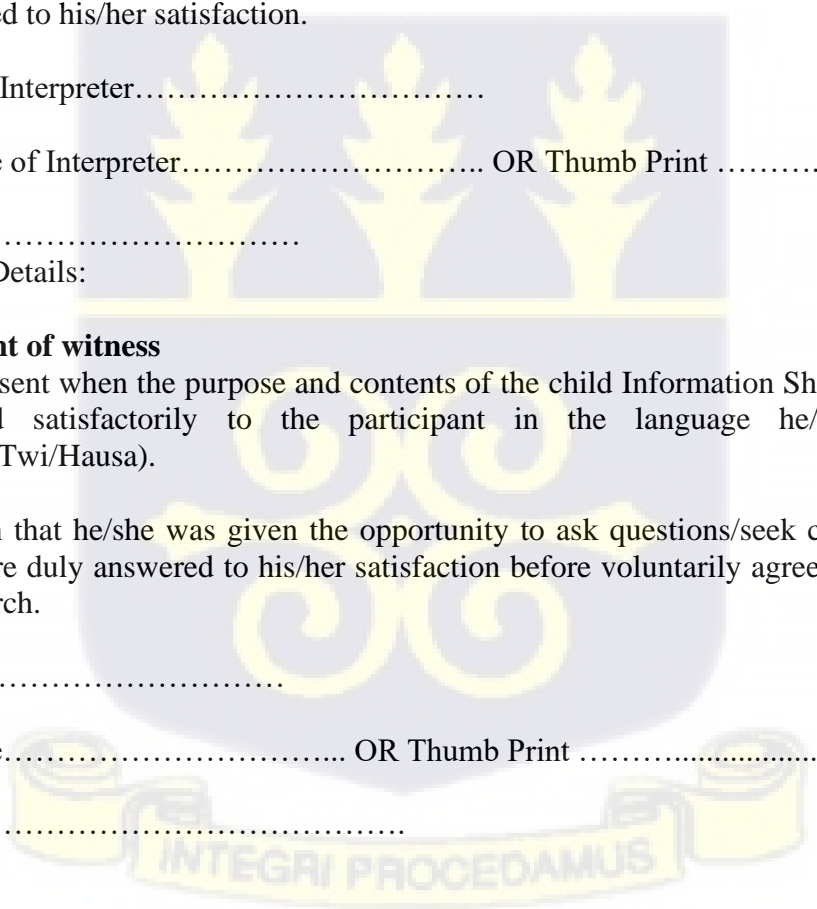 ed to his/her satisfaction.
Interpreter……………………………
e of Interpreter……………………….. OR Thumb Print ……….
…………………………
Details:
nt of witness
sent when the purpose and contents of the child Information Sh
d satisfactorily to the participant in the language he/
Twi/Hausa).
n that he/she was given the opportunity to ask questions/seek c
re duly answered to his/her satisfaction before voluntarily agree
rch.
………………………
e…………………………... OR Thumb Print ………..................
………………………………….
INTEGRI PROCEDAMUS